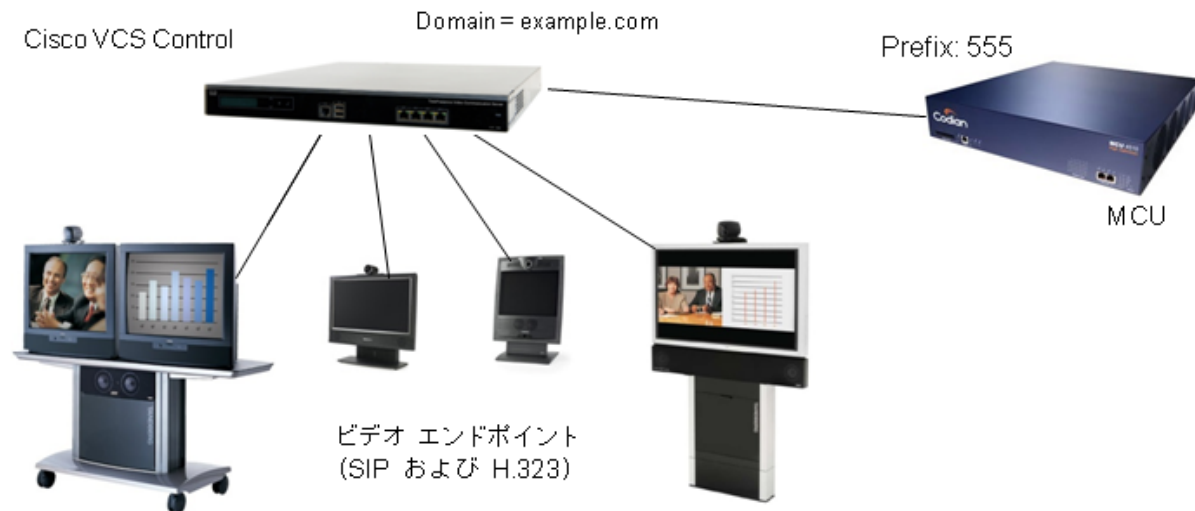 Domain = example.com
Cisco VCS Control
Prefix: 555
Codian
MCU
ビデオ エンドポイント
(SIP および H.323)